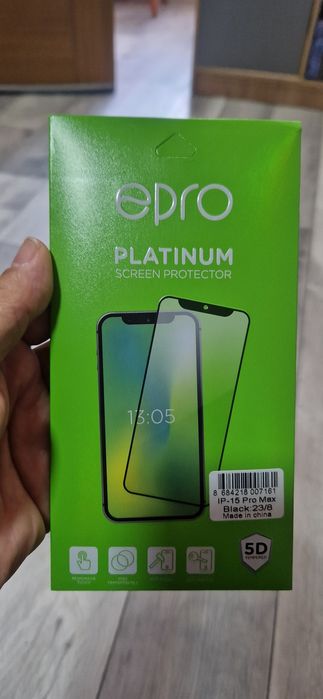 epro
PLATINUM
SCREEN PROTECTOR
13:05
8 684218 007161
IP-15 Pro Max
Black:23/8
Made in china
5D